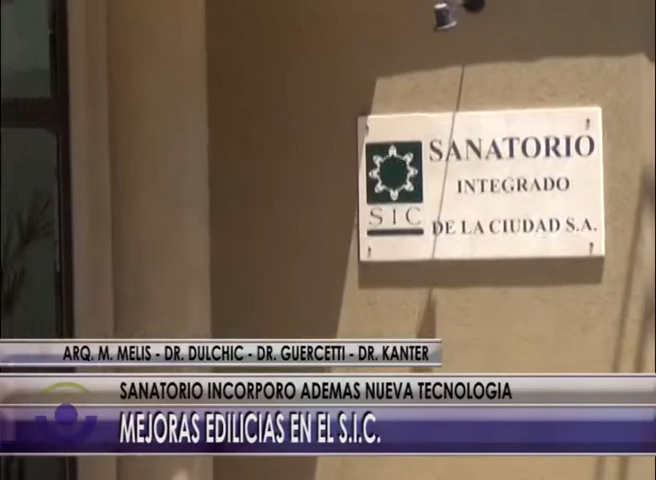 SANATORIO
INTEGRADO
SIC
DE LA CIUDAD S.A.
ARQ. M. MELIS - DR. DULCHIC - DR. GUERCETTI - DR. KANTER
SANATORIO INCORPORO ADEMAS NUEVA TECNOLOGIA
MEJORAS EDILICIAS EN EL S.I.C.